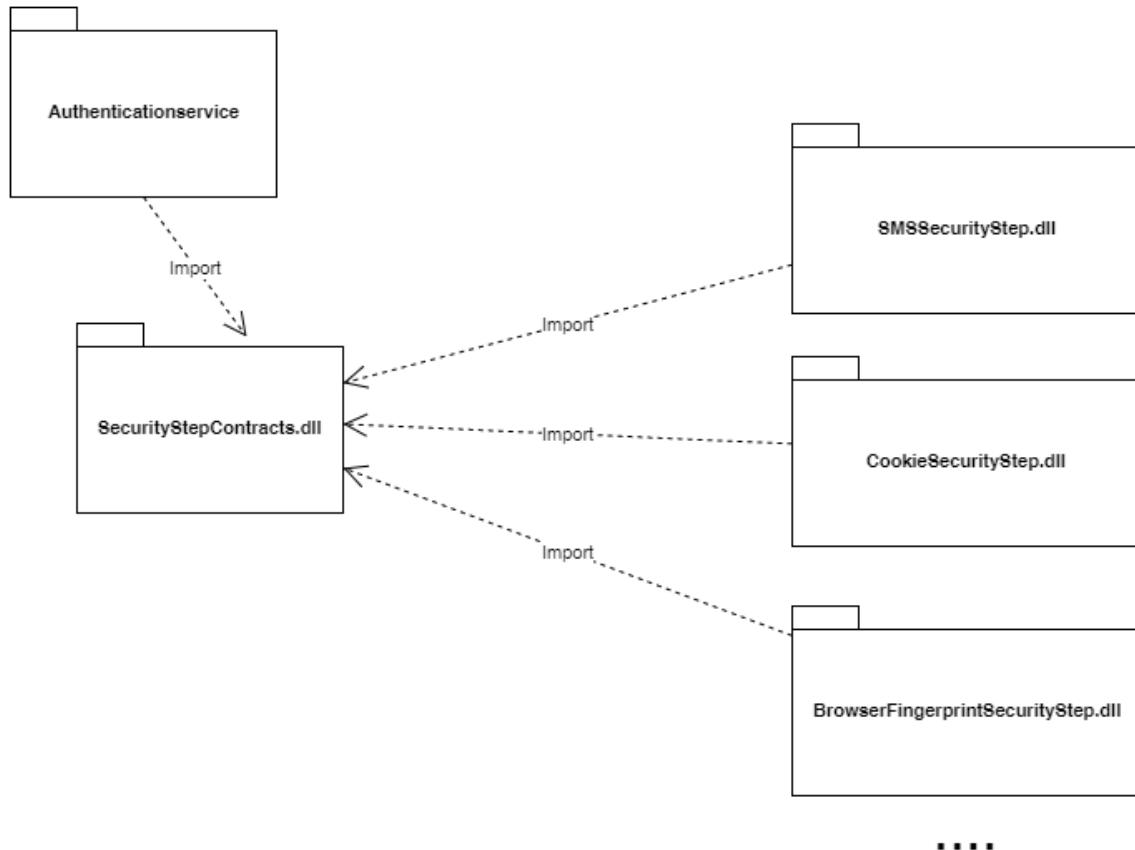 Authenticationservice
Import
SecurityStepContracts.dll
Import
Import
Import
SMSSecurityStep.dll
CookieSecurityStep.dll
BrowserFingerprintSecurityStep.dll
....